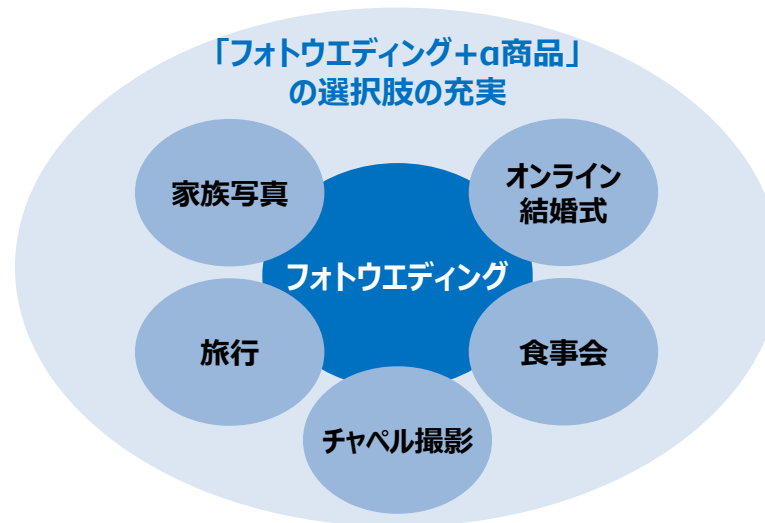 「フォトウエディング+α商品」
の選択肢の充実
家族写真
オンライン
結婚式
フォトウエディング
旅行
食事会
チャペル撮影